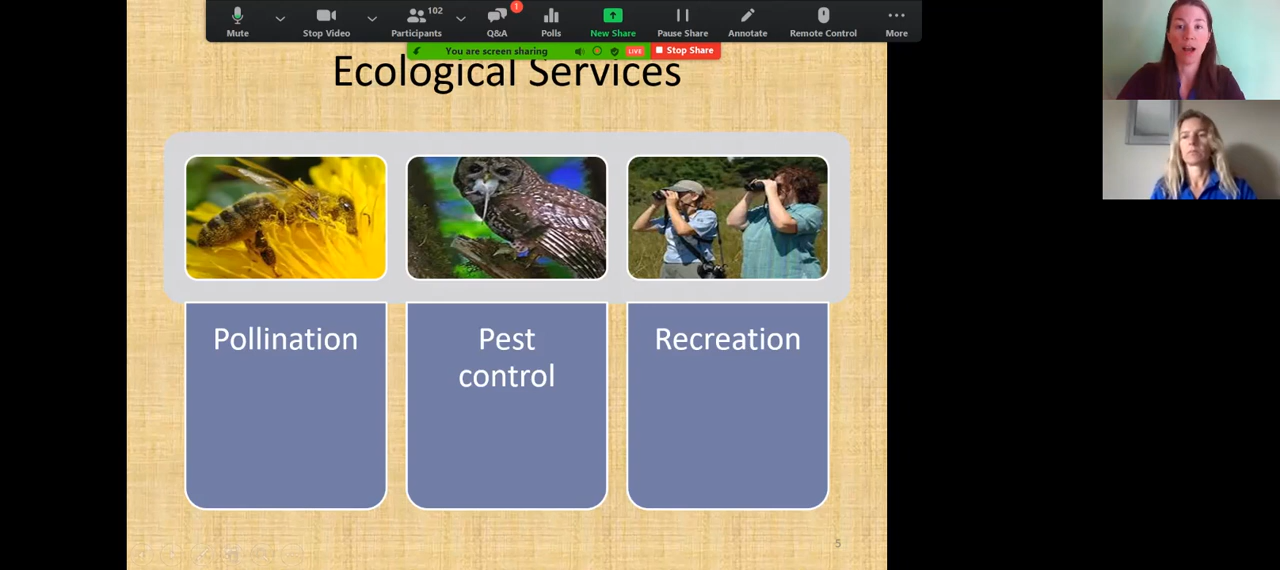 Mute
Stop Video
Participants
102
Q&A
1
Polls
New Share
Pause Share
Annotate
Remote Control
More
You are screen sharing
LIVE
Stop Share
Ecological Services
Pollination
Pest
control
Recreation
5